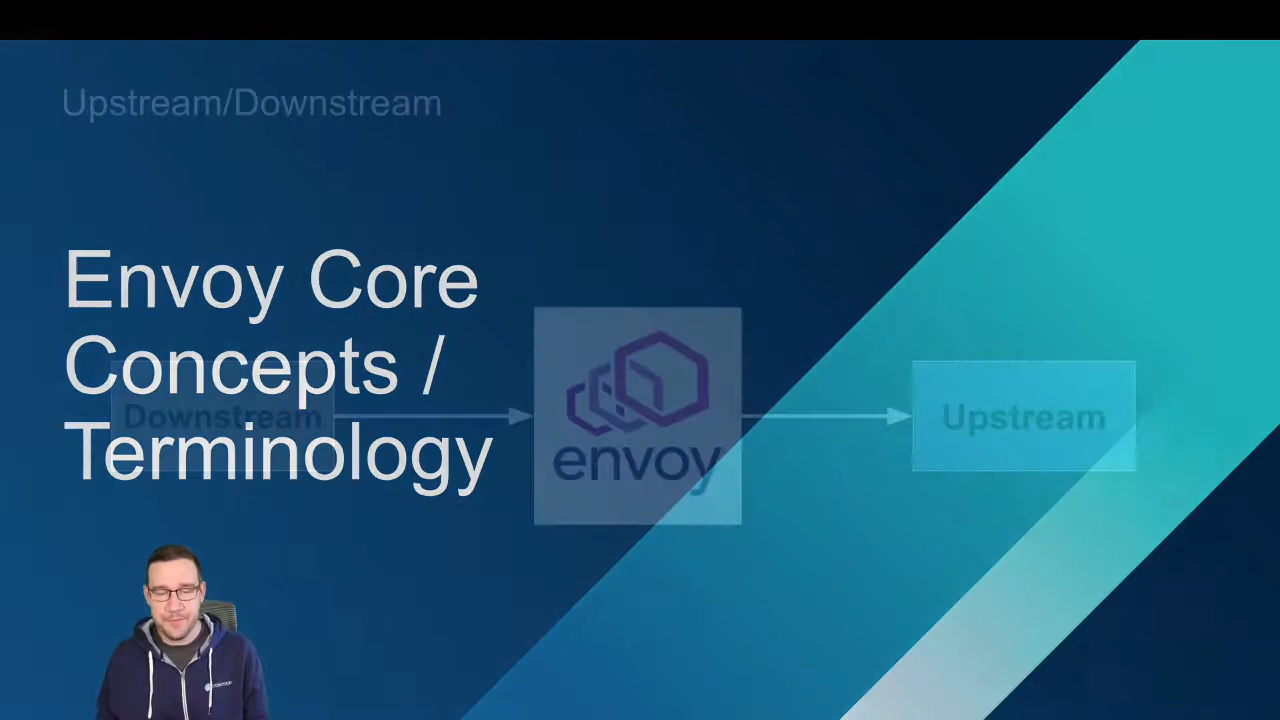 Upstream/Downstream
Envoy Core
Concepts /
Terminology
Downstream
envoy
Upstream